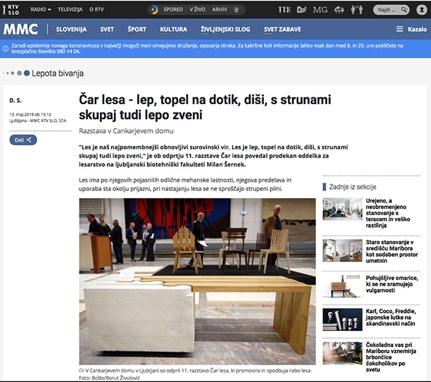 RTV SLO
RADIO
TELEVIZIJA
O RTV
SPORED
V ŽIVO
ARHIV
TTK
MG
Najdi ...
MMC
SLOVENIJA
SVET
ŠPORT
KULTURA
ŽIVLJENJSKI SLOG
SVET ZABAVE
Kazalo
Zaradi epidemije novega koronavirusa v največji mogoči meri omejujmo druženje, opozarja stroka. Za kakršne koli informacije lahko vsak dan med 8. in 20. uro pokličete na
brezplačno številko 080 14 04.
Lepota bivanja
D. S.
13. maj 2019 ob 15:12
Ljubljana - MMC RTV SLO, STA
Deli
Čar lesa - lep, topel na dotik, diši, s strunami
skupaj tudi lepo zveni
Razstava v Cankarjevem domu
"Les je naš najpomembnejši obnovljivi surovinski vir. Les je lep, topel na dotik, diši, s strunami
skupaj tudi lepo zveni," je ob odprtju 11. razstave Čar lesa povedal prodekan oddelka za
lesarstvo na ljubljanski biotehniški fakulteti Milan Šernek.
Les ima po njegovih pojasnilih odlične mehanske lastnosti, njegova predelava in
uporaba sta okolju prijazni, pri nastajanju lesa se ne sproščajo strupeni plini.
V Cankarjevem domu v Ljubljani so odprli 11. razstavo Čar lesa, ki promovira in spodbuja rabo lesa.
Foto: BoBo/Borut Živulović
Zadnje iz sekcije
Urejeno, a
neobremenjeno
stanovanje s
teracem in veliko
rastlinja
Staro stanovanje v
središču Maribora
kot sodoben prostor
umetnin
Pohujšljive omarice,
ki se ne sramujejo
vulgarnosti
Karl, Coco, Freddie,
japonske lutke na
skandinavski način
Čokoladna vas pri
Mariboru vznemirja
brbončice
čokoholikov po
svetu